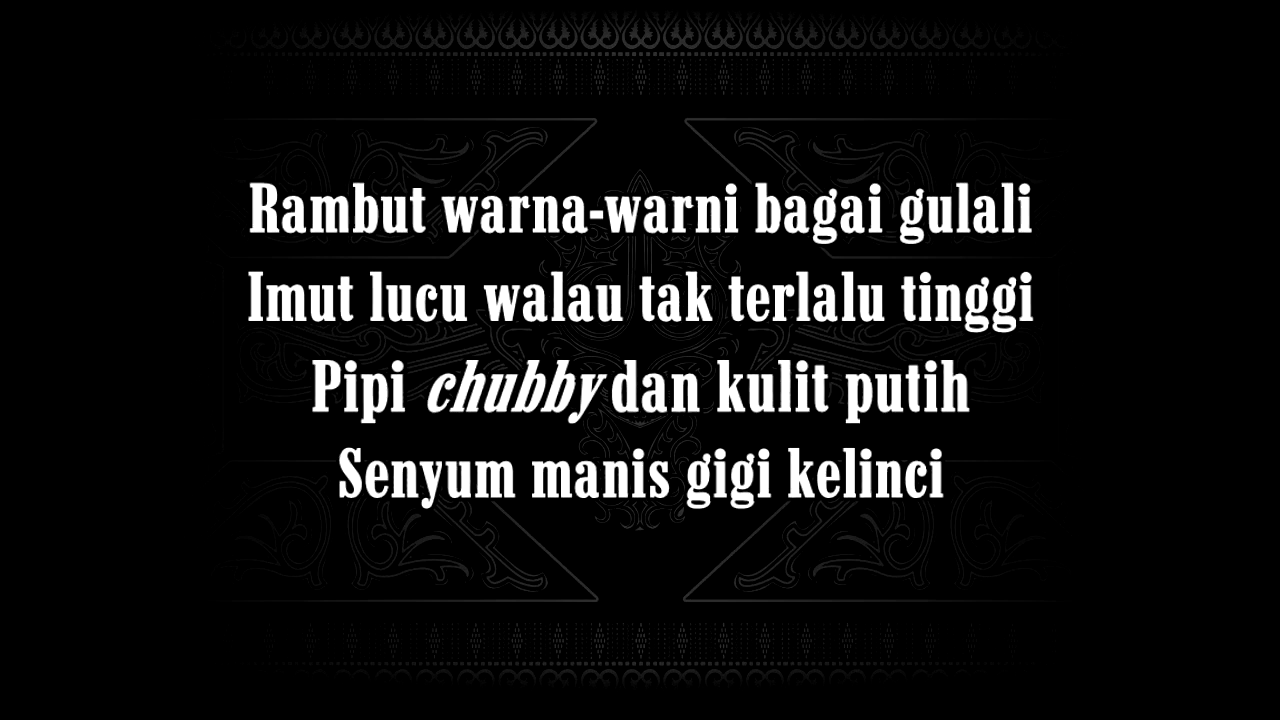 Rambut warna-warni bagai gulali
Imut lucu walau tak terlalu tinggi
Pipi chubby dan kulit putih
Senyum manis gigi kelinci